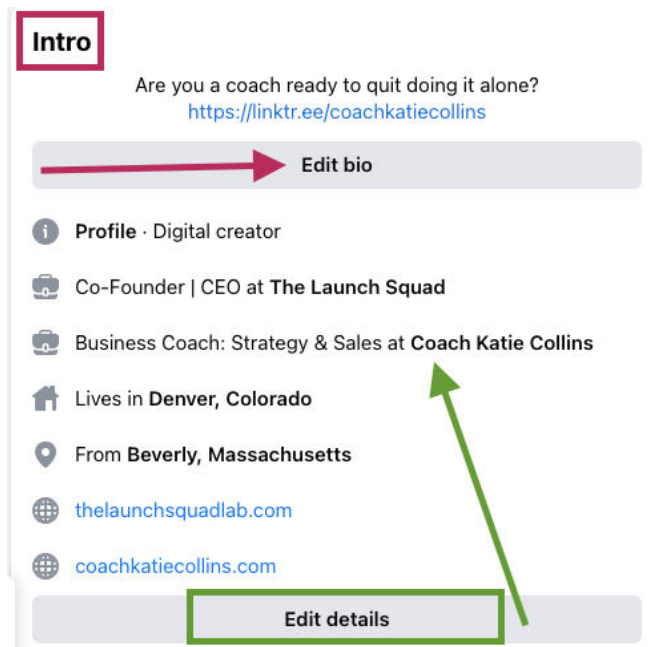 Intro
Are you a coach ready to quit doing it alone?
https://linktr.ee/coachkatiecollins
Edit bio
Profile · Digital creator
Co-Founder | CEO at The Launch Squad
Business Coach: Strategy & Sales at Coach Katie Collins
Lives in Denver, Colorado
From Beverly, Massachusetts
thelaunchsquadlab.com
coachkatiecollins.com
Edit details